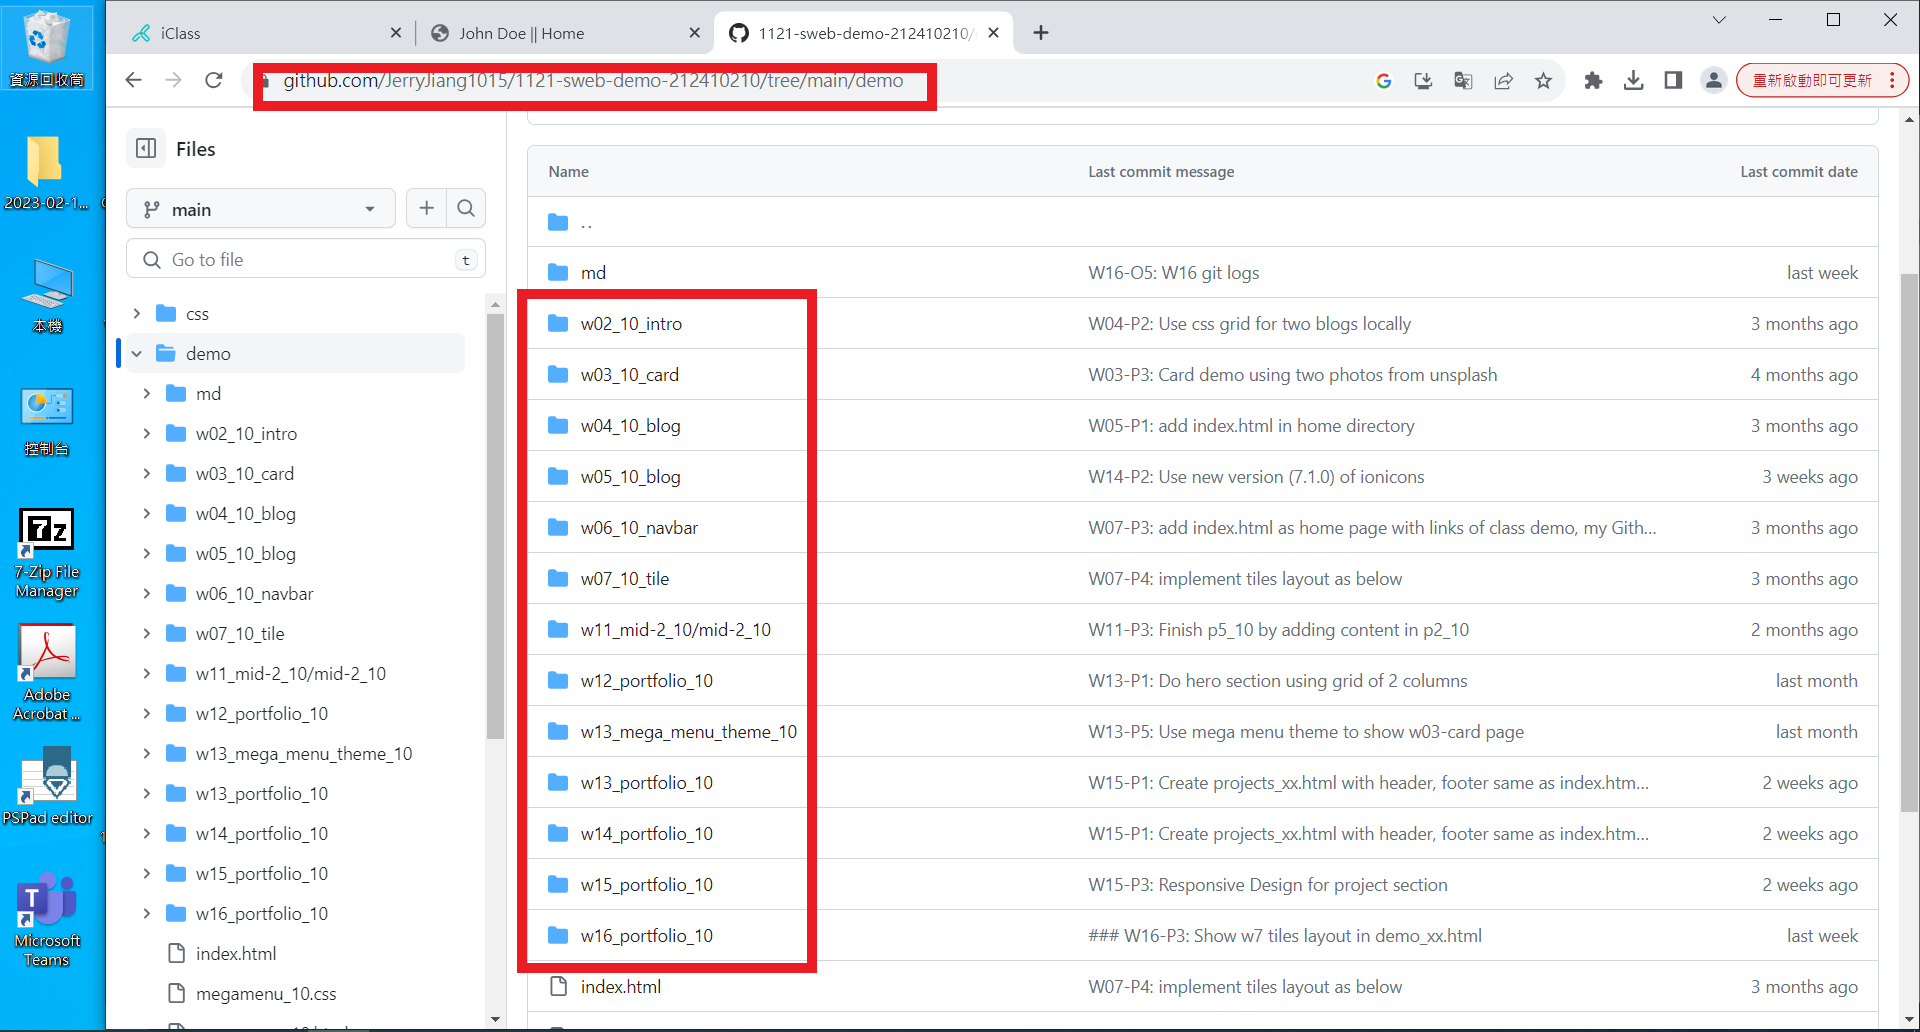 iClass
John Doe || Home
1121-sweb-demo-212410210/
github.com/JerryJiang1015/1121-sweb-demo-212410210/tree/main/demo
重新啟動即可更新
資源回收筒
2023-02-1...
本機
控制台
7-Zip File
Manager
Adobe
Acrobat ...
PSPad editor
Microsoft
Teams
Files
main
Go to file
t
css
demo
md
w02_10_intro
w03_10_card
w04_10_blog
w05_10_blog
w06_10_navbar
w07_10_tile
w11_mid-2_10/mid-2_10
w12_portfolio_10
w13_mega_menu_theme_10
w13_portfolio_10
w14_portfolio_10
w15_portfolio_10
w16_portfolio_10
index.html
megamenu_10.css
Name Last commit message Last commit date
..
md W16-O5: W16 git logs last week
w02_10_intro W04-P2: Use css grid for two blogs locally 3 months ago
w03_10_card W03-P3: Card demo using two photos from unsplash 4 months ago
w04_10_blog W05-P1: add index.html in home directory 3 months ago
w05_10_blog W14-P2: Use new version (7.1.0) of ionicons 3 weeks ago
w06_10_navbar W07-P3: add index.html as home page with links of class demo, my Gith... 3 months ago
w07_10_tile W07-P4: implement tiles layout as below 3 months ago
w11_mid-2_10/mid-2_10 W11-P3: Finish p5_10 by adding content in p2_10 2 months ago
w12_portfolio_10 W13-P1: Do hero section using grid of 2 columns last month
w13_mega_menu_theme_10 W13-P5: Use mega menu theme to show w03-card page last month
w13_portfolio_10 W15-P1: Create projects_xx.html with header, footer same as index.htm... 2 weeks ago
w14_portfolio_10 W15-P1: Create projects_xx.html with header, footer same as index.htm... 2 weeks ago
w15_portfolio_10 W15-P3: Responsive Design for project section 2 weeks ago
w16_portfolio_10 ### W16-P3: Show w7 tiles layout in demo_xx.html last week
index.html W07-P4: implement tiles layout as below 3 months ago